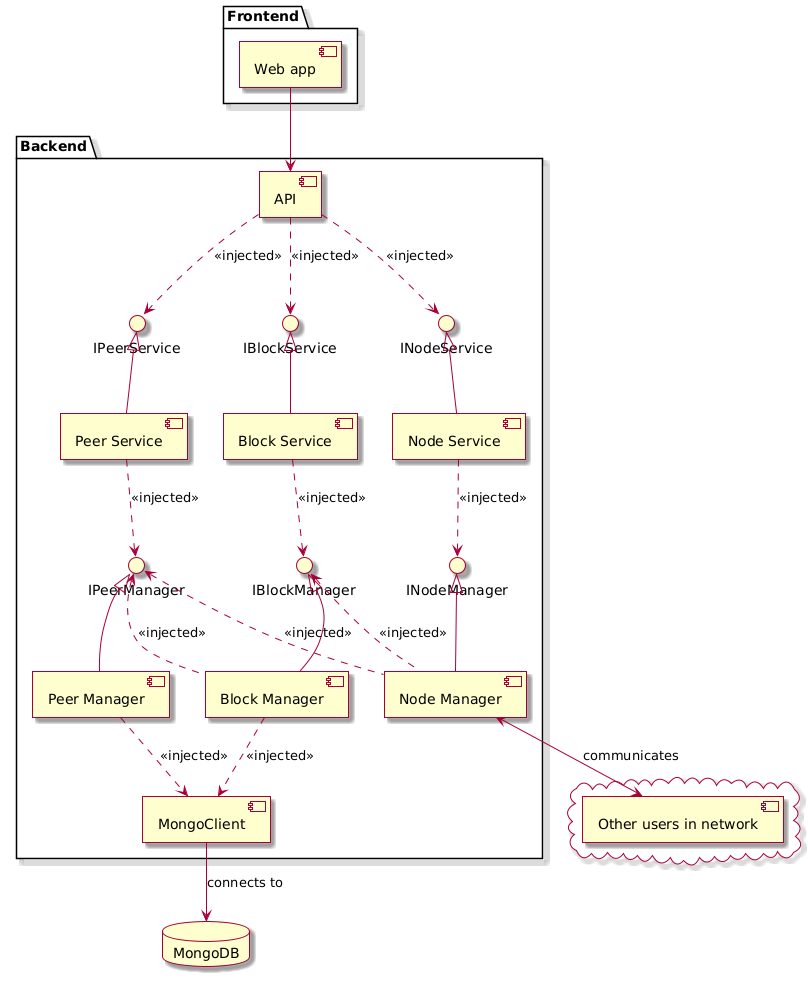 Frontend
Web app
Backend
API
«injected» «injected» «injected»
IPeerService IBlockService INodeService
Peer Service Block Service Node Service
«injected» «injected» «injected»
IPeerManager IBlockManager INodeManager
«injected» «injected» «injected»
Peer Manager Block Manager Node Manager
«injected» «injected» communicates
MongoClient Other users in network
connects to
MongoDB